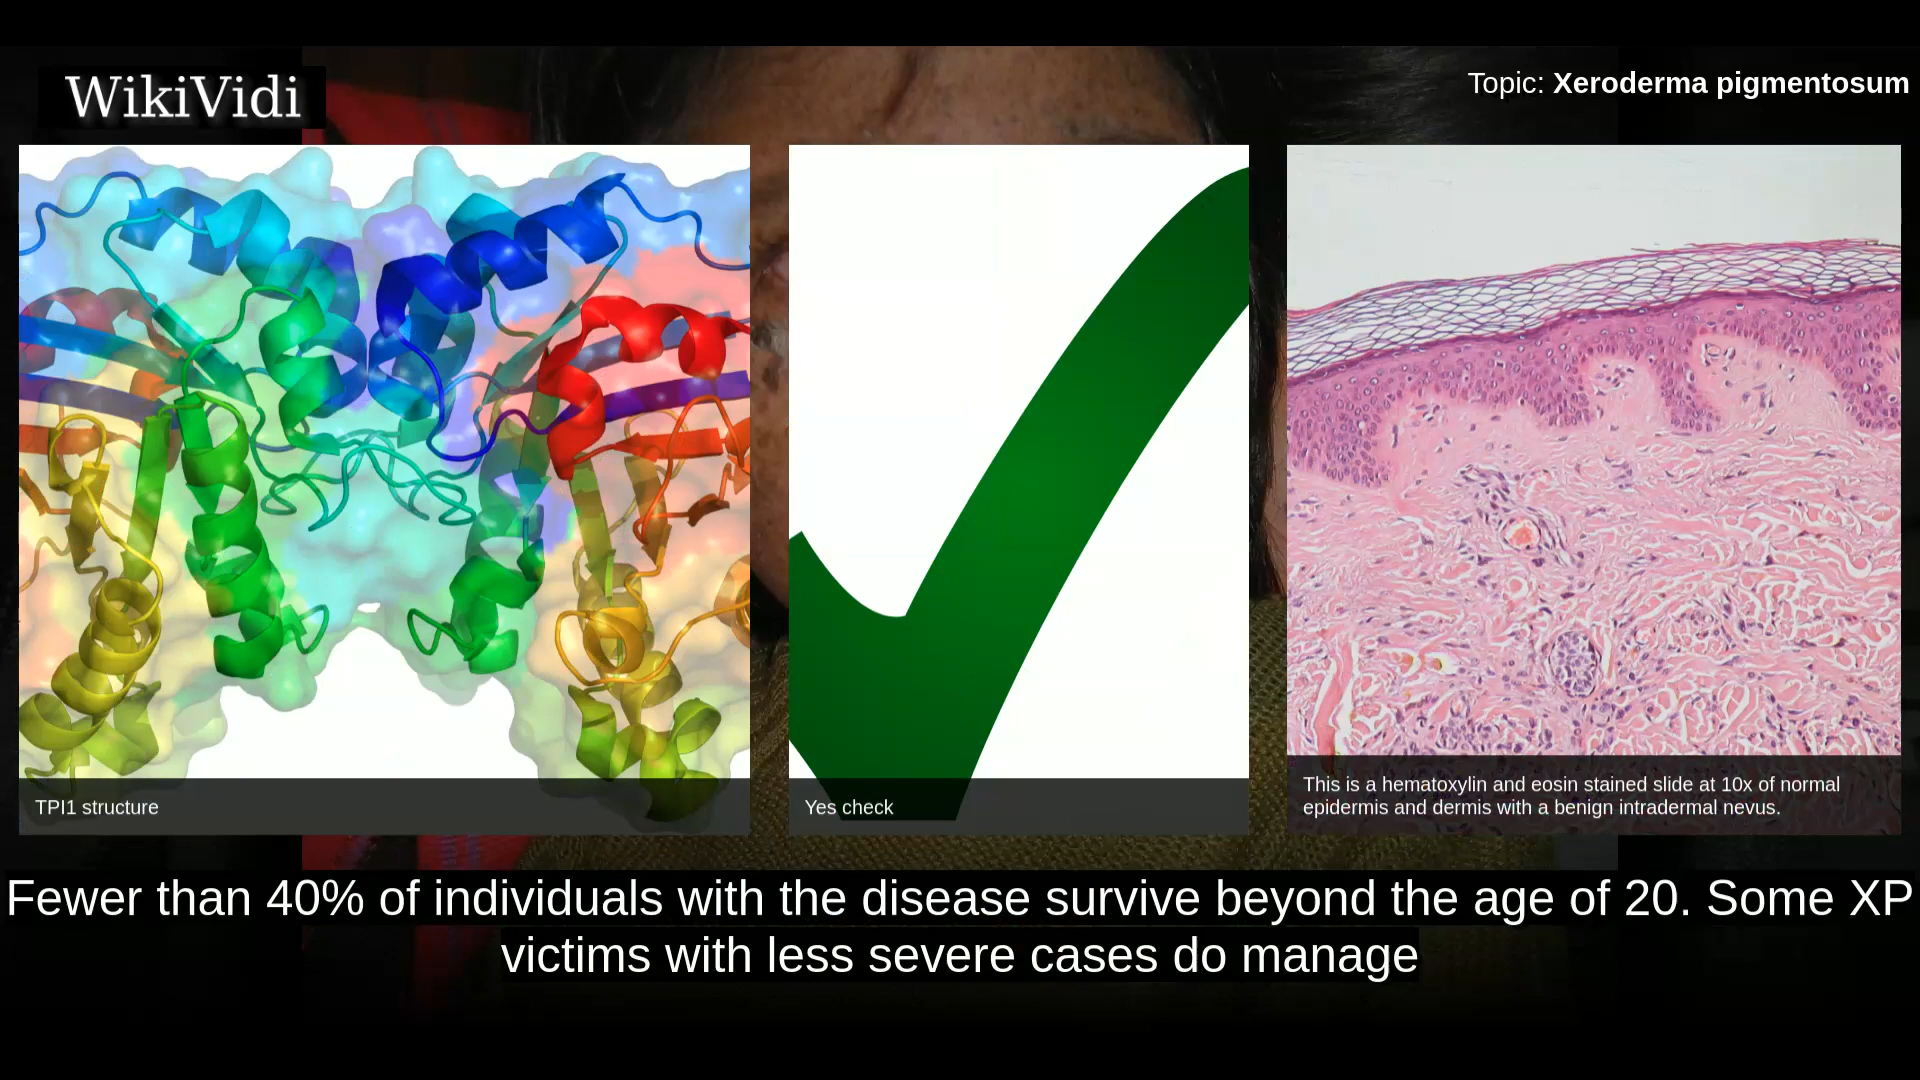 WikiVidi
Topic: Xeroderma pigmentosum
TPI1 structure
Yes check
This is a hematoxylin and eosin stained slide at 10x of normal
epidermis and dermis with a benign intradermal nevus.
Fewer than 40% of individuals with the disease survive beyond the age of 20. Some XP
victims with less severe cases do manage